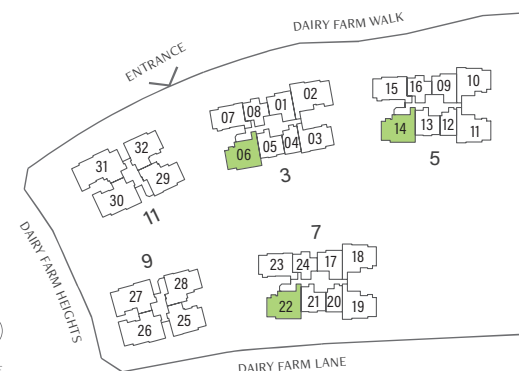 DAIRY FARM WALK
ENTRANCE
07 08 01 02
06 05 04 03
3
15 16 09 10
14 13 12 11
5
31 32
30 29
11
9
27 28
26 25
7
23 24 17 18
22 21 20 19
DAIRY FARM HEIGHTS
DAIRY FARM LANE